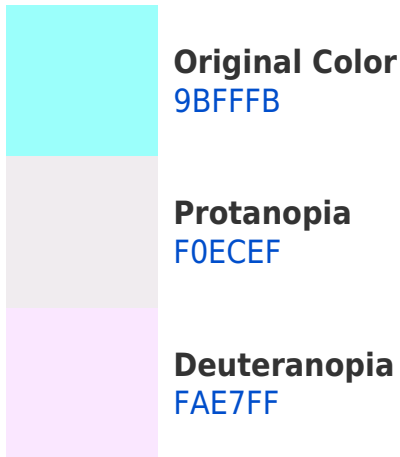 Original Color
9BFFFB
Protanopia
F0ECEF
Deuteranopia
FAE7FF